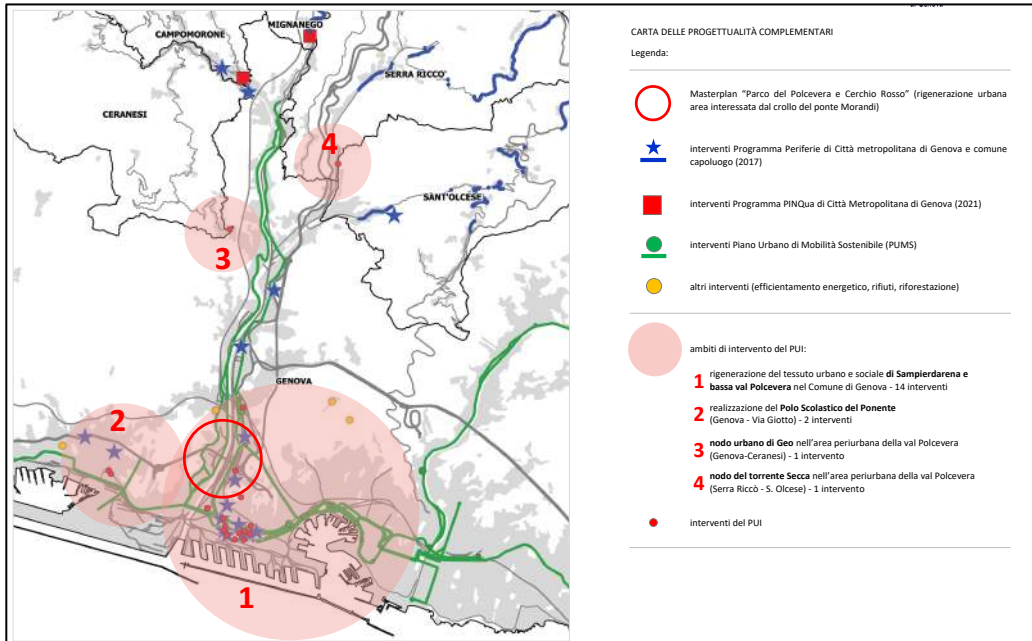 MIGNANEGO
CAMPOMORONE
SERRA RICCO'
CERANESI
4
SANT'OLCESE
3
GENOVA
2
1
CARTA DELLE PROGETTUALITÀ COMPLEMENTARI
Legenda:
Masterplan "Parco del Polcevera e Cerchio Rosso" (rigenerazione urbana
area interessata dal crollo del ponte Morandi)
interventi Programma Periferie di Città metropolitana di Genova e comune
capoluogo (2017)
interventi Programma PINQua di Città Metropolitana di Genova (2021)
interventi Piano Urbano di Mobilità Sostenibile (PUMS)
altri interventi (efficientamento energetico, rifiuti, riforestazione)
ambiti di intervento del PUI:
1 rigenerazione del tessuto urbano e sociale di Sampierdarena e
bassa val Polcevera nel Comune di Genova - 14 interventi
2 realizzazione del Polo Scolastico del Ponente
(Genova - Via Giotto) - 2 interventi
3 nodo urbano di Geo nell'area periurbana della val Polcevera
(Genova-Ceranesi) - 1 intervento
4 nodo del torrente Secca nell'area periurbana della val Polcevera
(Serra Riccò - S. Olcese) - 1 intervento
interventi del PUI